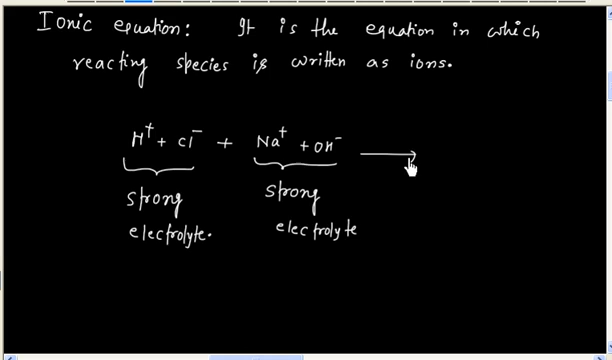 Ionic equation: It is the equation in which
reacting species is written as ions.
H⁺ + Cl⁻ + Na⁺ + OH⁻ ⟶
strong strong
electrolyte. electrolyte